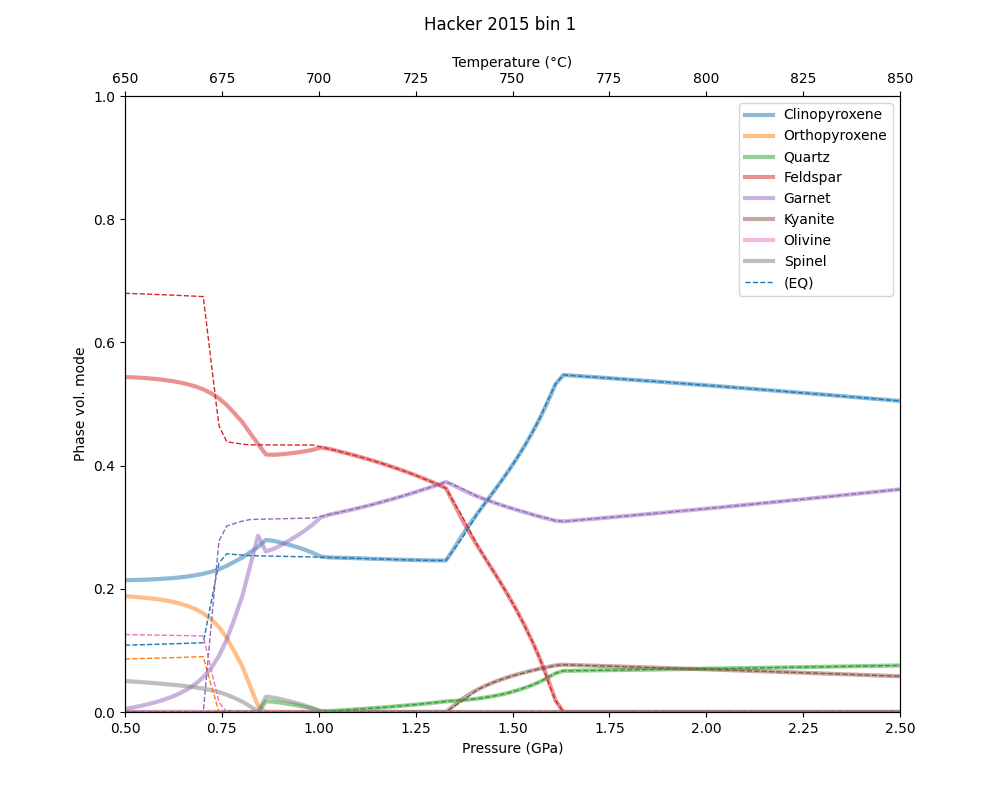 Hacker 2015 bin 1
Temperature (°C)
650 675 700 725 750 775 800 825 850
1.0
0.8
0.6
0.4
0.2
0.0
Phase vol. mode
Clinopyroxene
Orthopyroxene
Quartz
Feldspar
Garnet
Kyanite
Olivine
Spinel
(EQ)
0.50 0.75 1.00 1.25 1.50 1.75 2.00 2.25 2.50
Pressure (GPa)